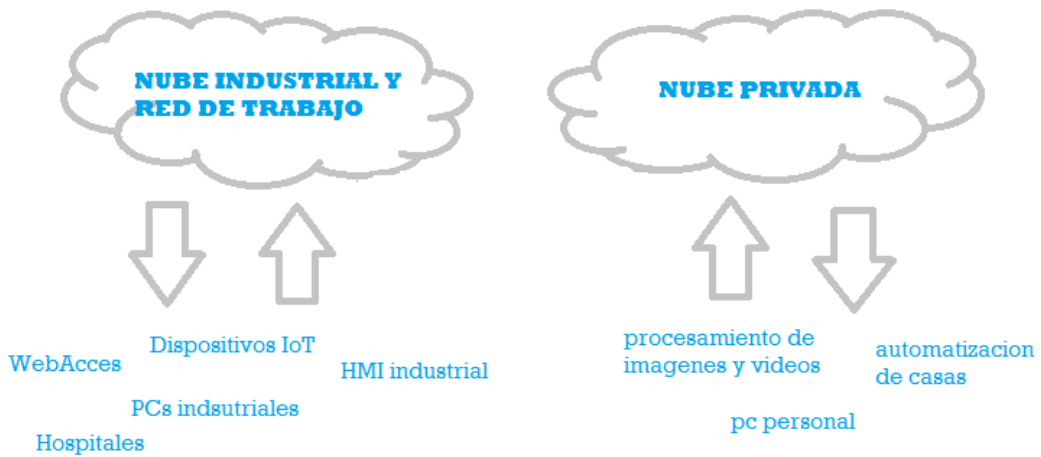 NUBE INDUSTRIAL Y
RED DE TRABAJO
NUBE PRIVADA
WebAcces
Dispositivos IoT
HMI industrial
PCs indsutriales
Hospitales
procesamiento de
imagenes y videos
automatizacion
de casas
pc personal